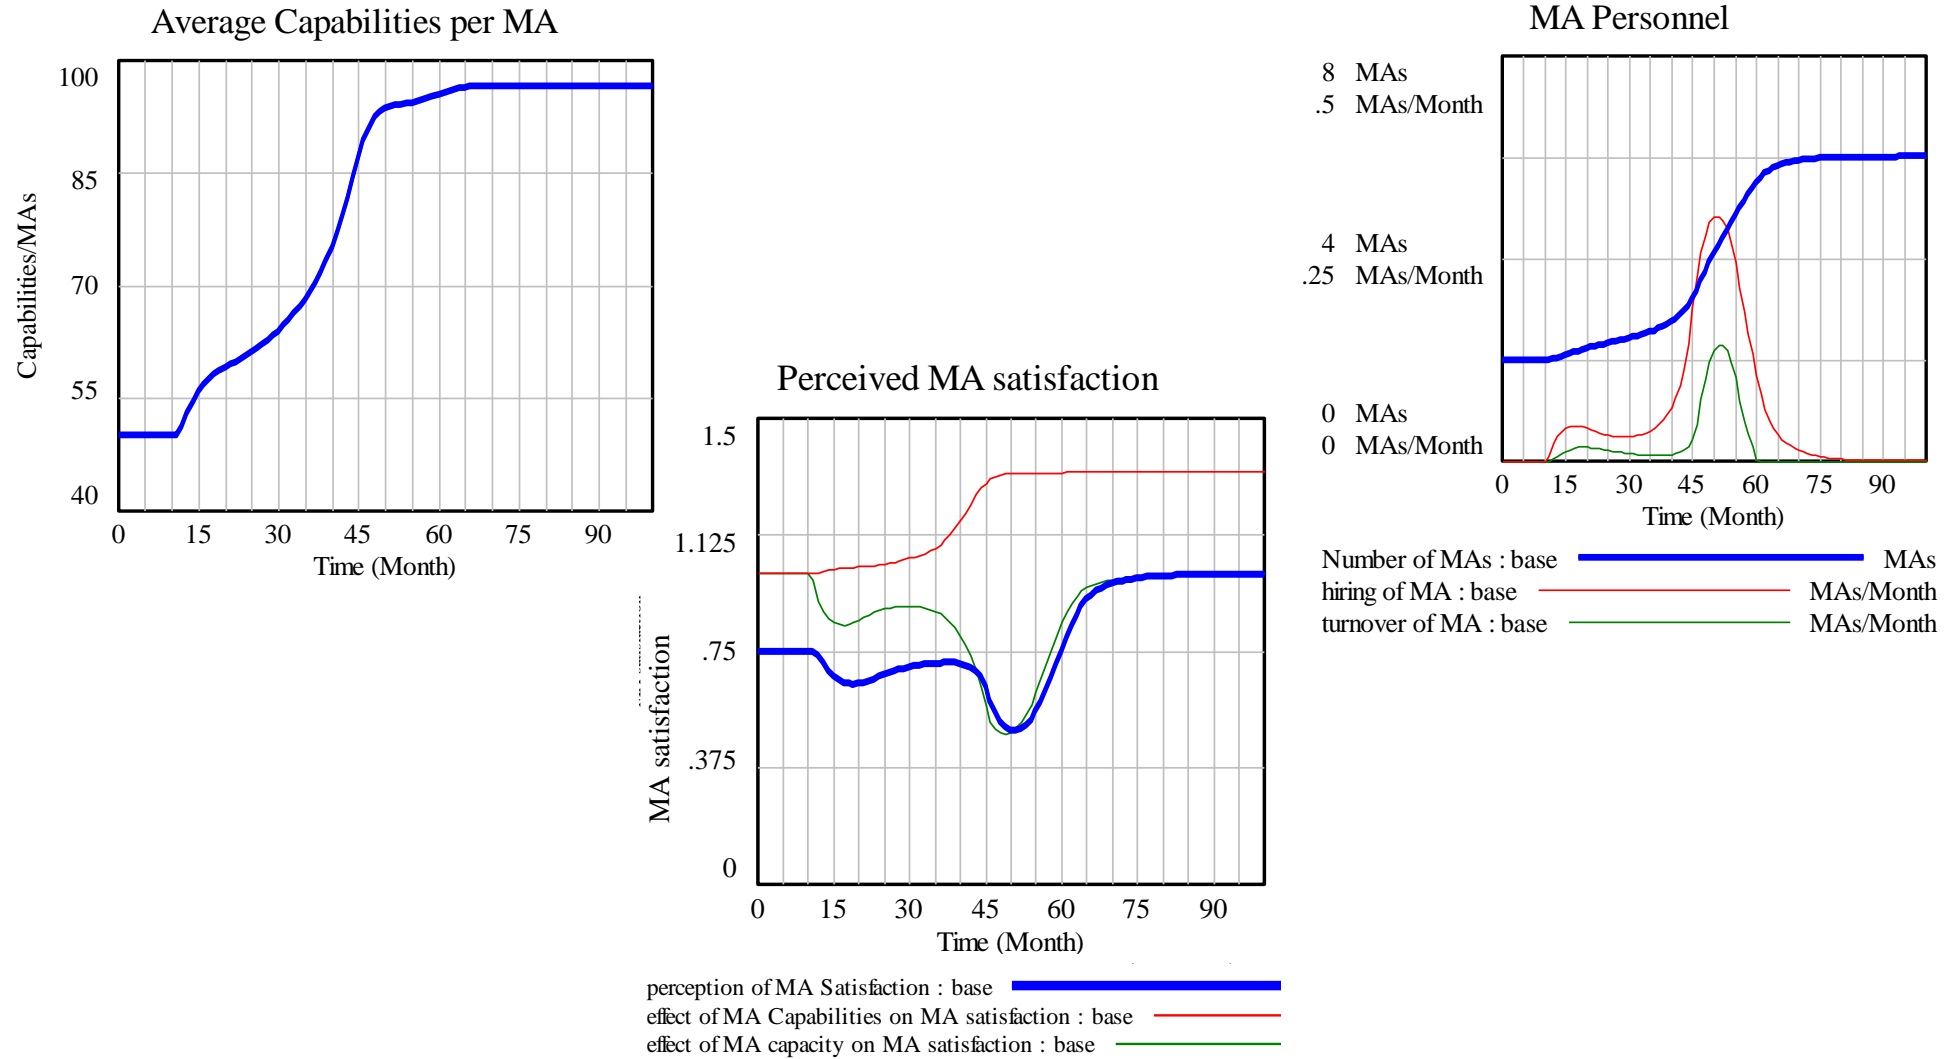 Average Capabilities per MA
100
85
70
55
40
Capabilities/MAs
0 15 30 45 60 75 90
Time (Month)
Perceived MA satisfaction
1.5
1.125
.75
.375
0
MA satisfaction
0 15 30 45 60 75 90
Time (Month)
perception of MA Satisfaction : base
effect of MA Capabilities on MA satisfaction : base
effect of MA capacity on MA satisfaction : base
MA Personnel
8 MAs
.5 MAs/Month
4 MAs
.25 MAs/Month
0 MAs
0 MAs/Month
0 15 30 45 60 75 90
Time (Month)
Number of MAs : base MAs
hiring of MA : base MAs/Month
turnover of MA : base MAs/Month